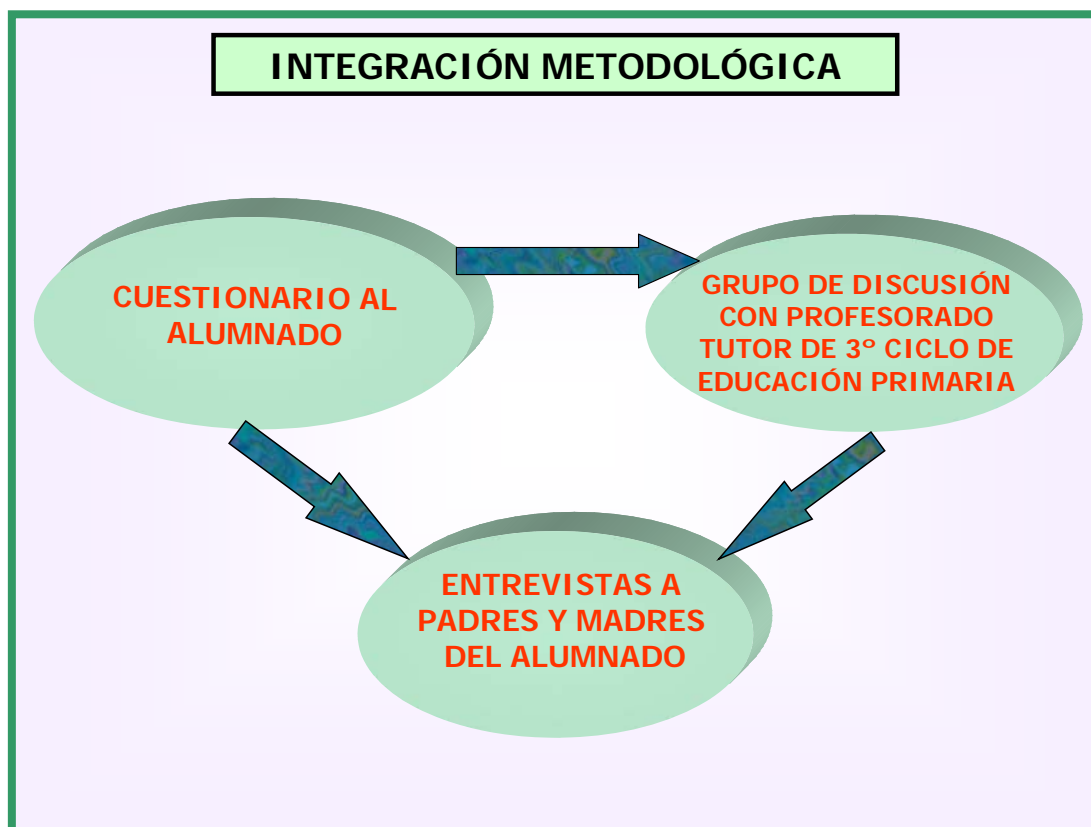 INTEGRACIÓN METODOLÓGICA
CUESTIONARIO AL
ALUMNADO
GRUPO DE DISCUSIÓN
CON PROFESORADO
TUTOR DE 3º CICLO DE
EDUCACIÓN PRIMARIA
ENTREVISTAS A
PADRES Y MADRES
DEL ALUMNADO